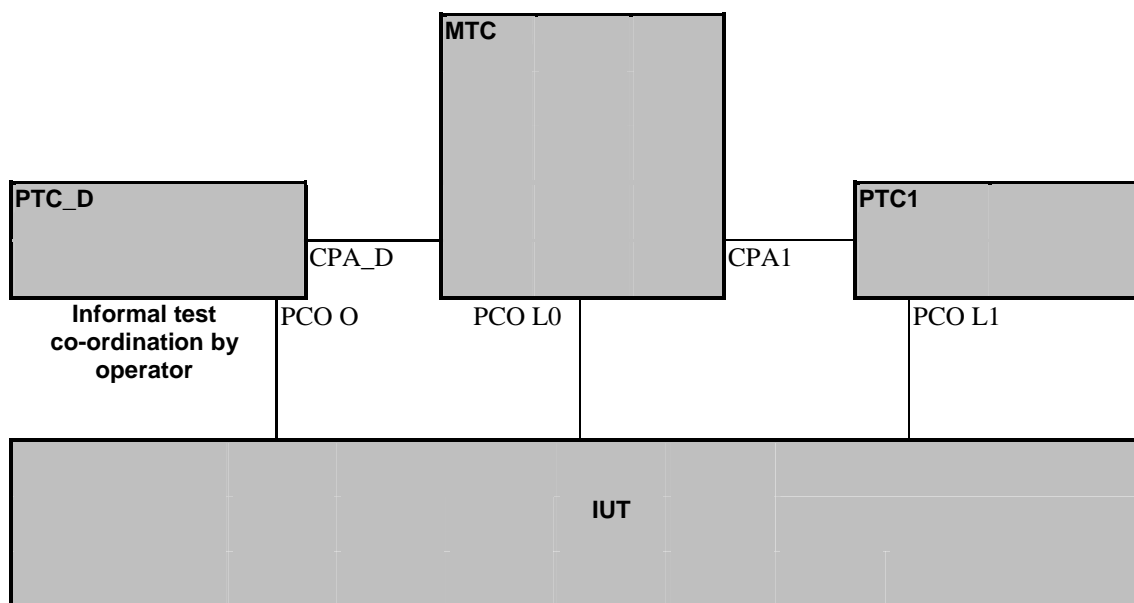 MTC
PTC_D
PTC1
CPA_D
CPA1
Informal test
co-ordination by
operator
PCO O
PCO L0
PCO L1
IUT